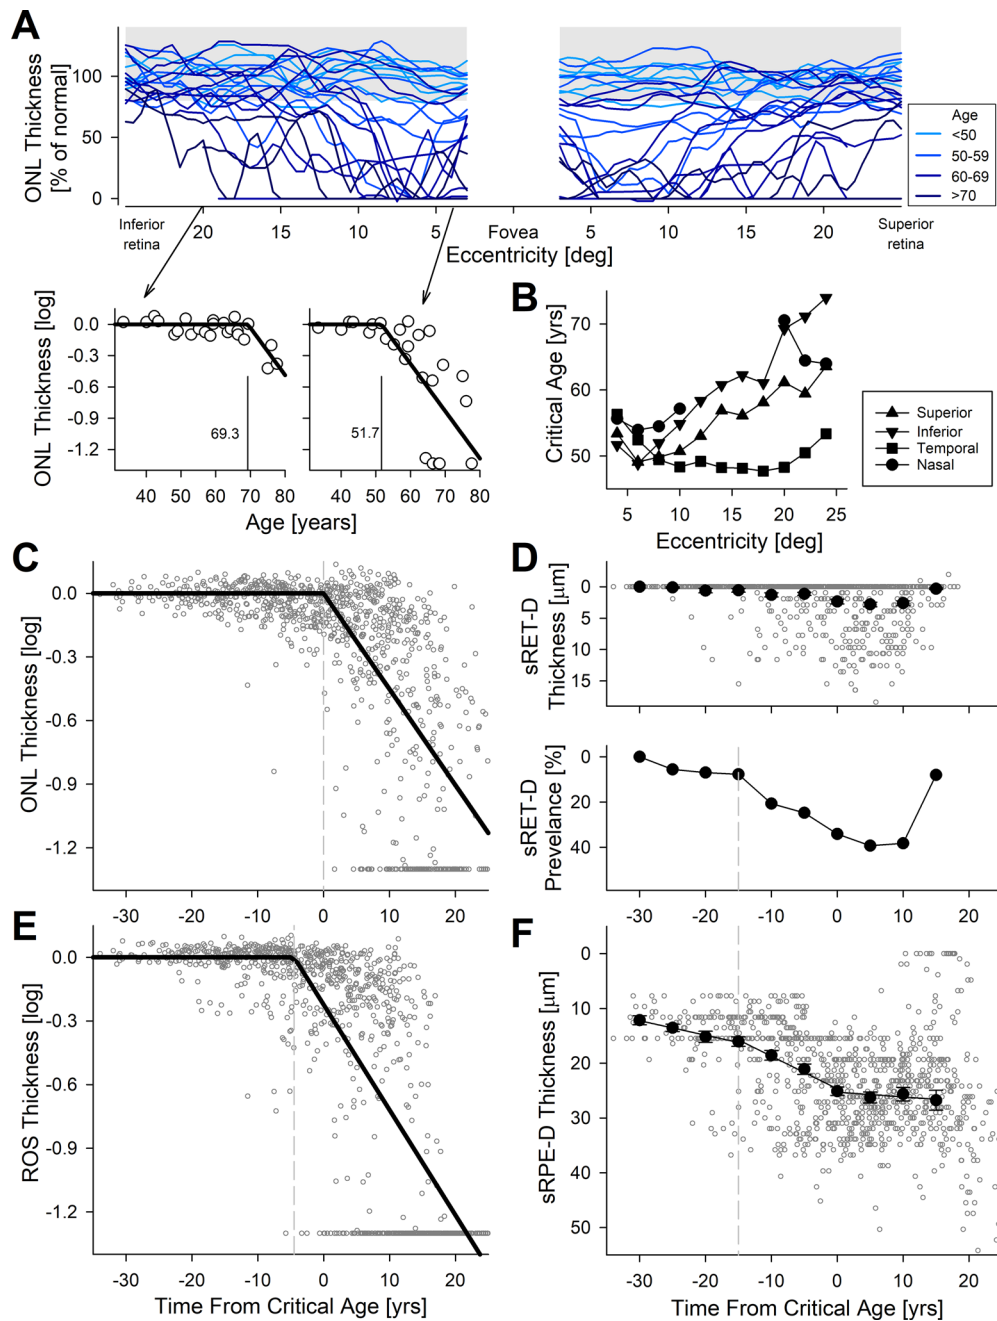 A
ONL Thickness
[% of normal]
100
50
0
Age
<50
50-59
60-69
>70
Inferior
retina
20
15
10
5
Fovea
5
10
15
20
Superior
retina
Eccentricity [deg]
ONL Thickness [log]
0.0
-0.3
-0.6
-0.9
-1.2
69.3
51.7
40 50 60 70 80
40 50 60 70 80
Age [years]
B
Critical Age [yrs]
70
60
50
5 10 15 20 25
Eccentricity [deg]
Superior
Inferior
Temporal
Nasal
C
ONL Thickness [log]
0.0
-0.3
-0.6
-0.9
-1.2
-30 -20 -10 0 10 20
D
sRET-D
Thickness [µm]
0
5
10
15
sRET-D
Prevelance [%]
0
20
40
-30 -20 -10 0 10 20
E
ROS Thickness [log]
0.0
-0.3
-0.6
-0.9
-1.2
-30 -20 -10 0 10 20
Time From Critical Age [yrs]
F
sRPE-D Thickness [µm]
0
10
20
30
40
50
-30 -20 -10 0 10 20
Time From Critical Age [yrs]